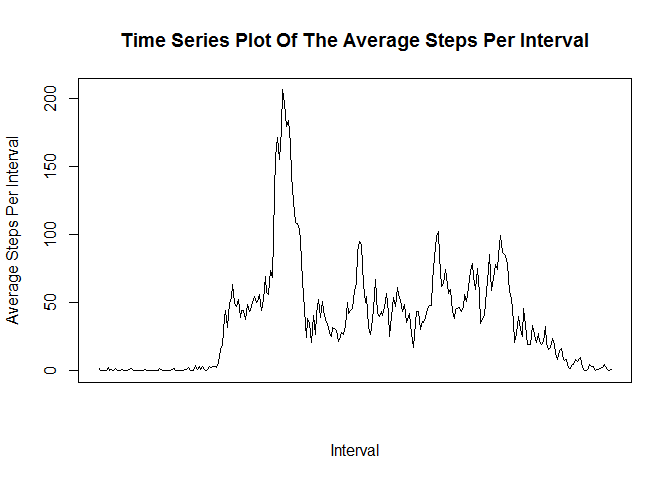 Time Series Plot Of The Average Steps Per Interval
200
150
100
50
0
Average Steps Per Interval
Interval